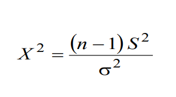 X² = (n − 1) S² / σ²